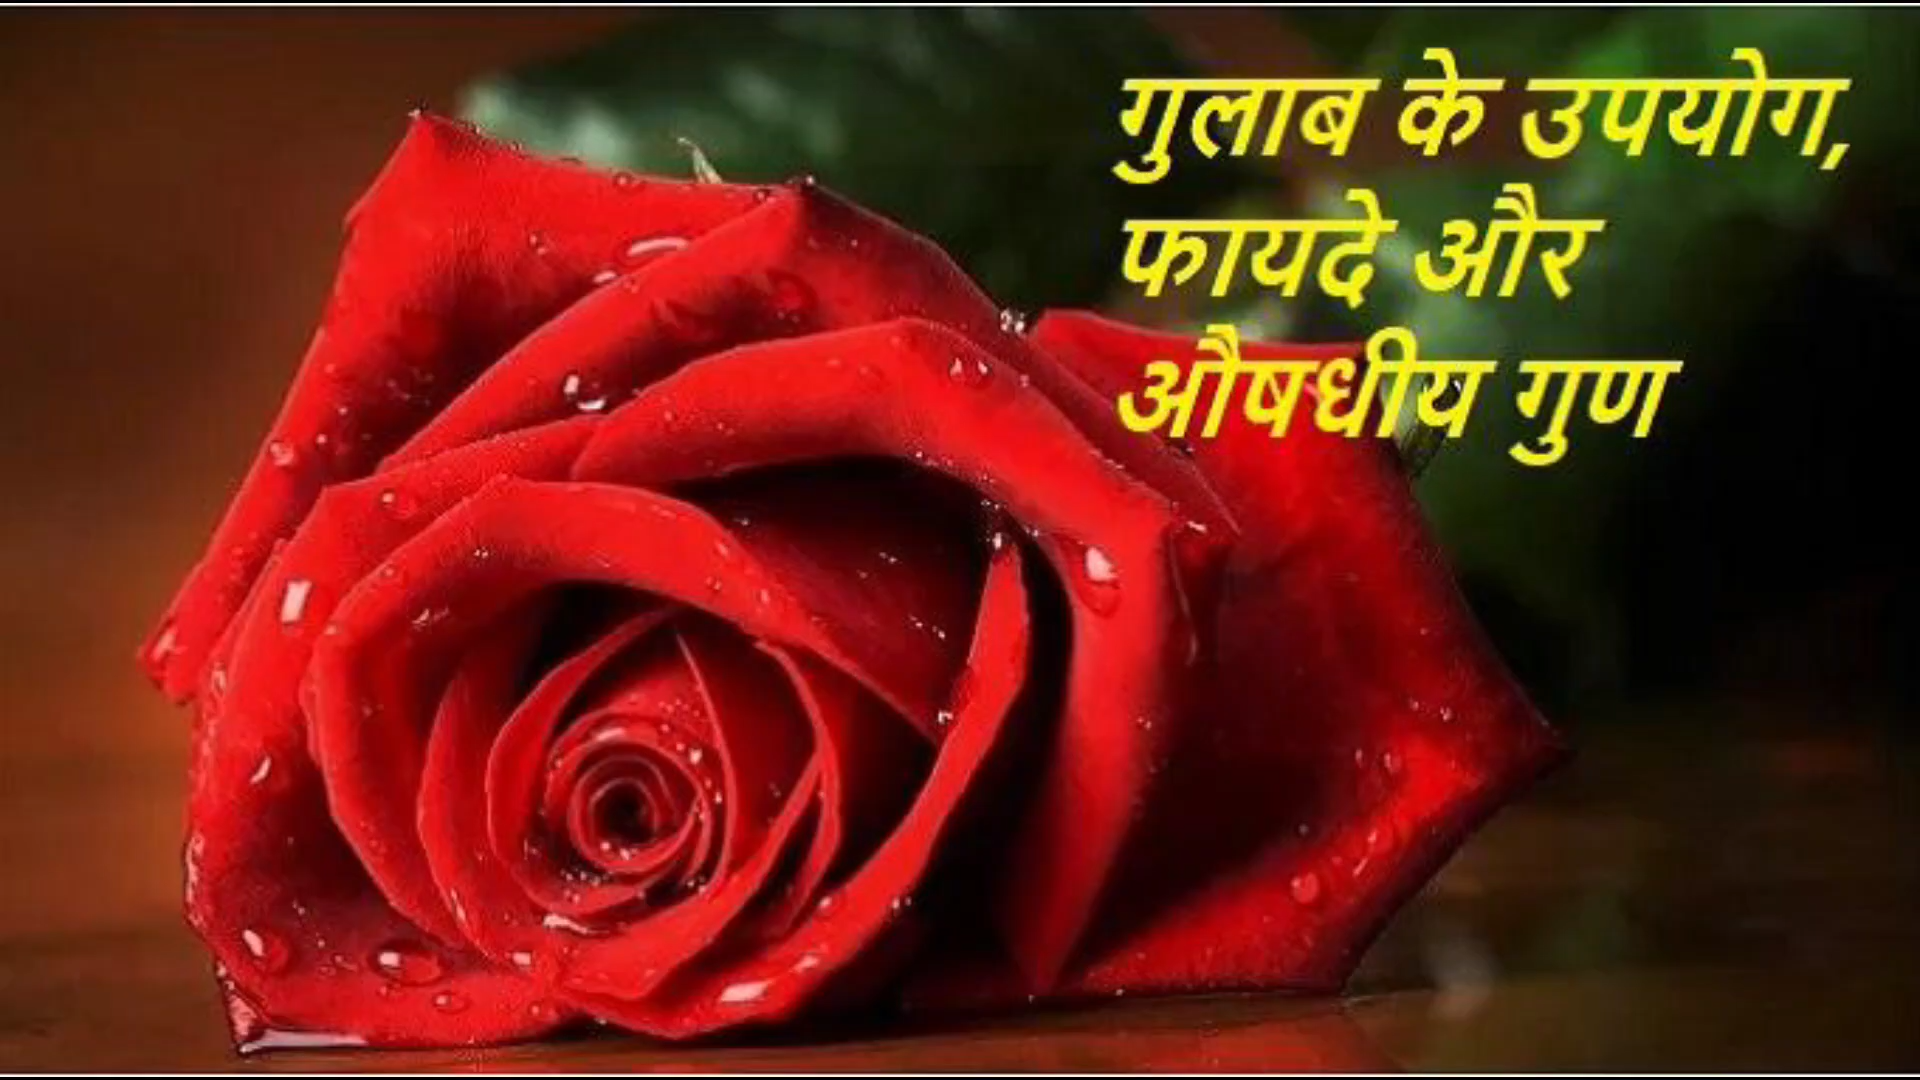 गुलाब के उपयोग,
फायदे और
औषधीय गुण